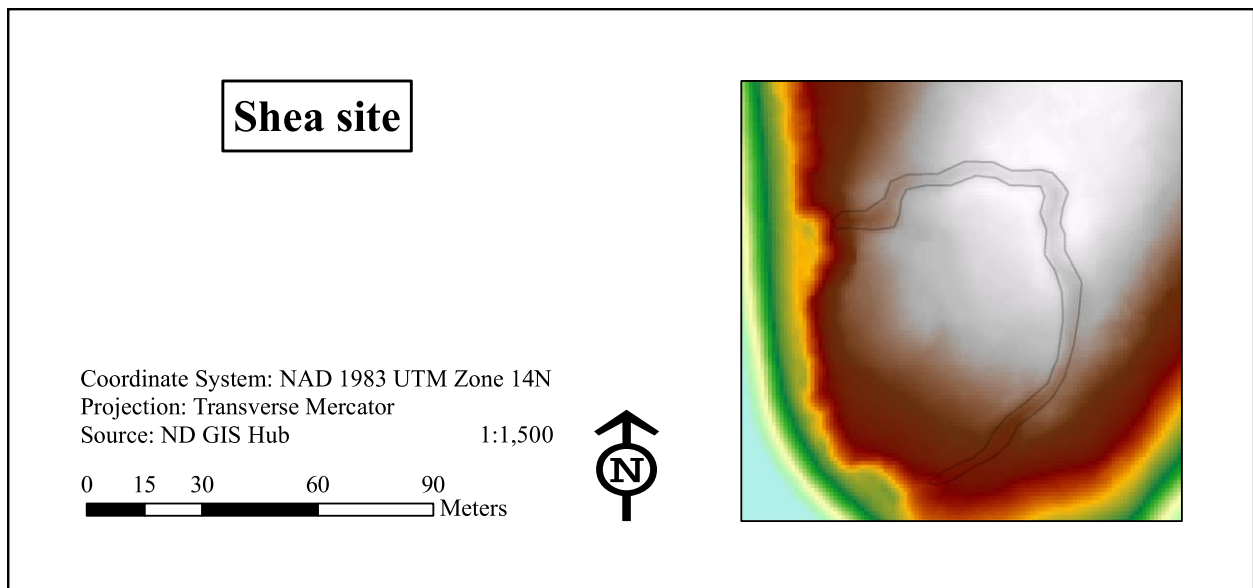 Shea site
Coordinate System: NAD 1983 UTM Zone 14N
Projection: Transverse Mercator
Source: ND GIS Hub 1:1,500
0 15 30 60 90
Meters
N